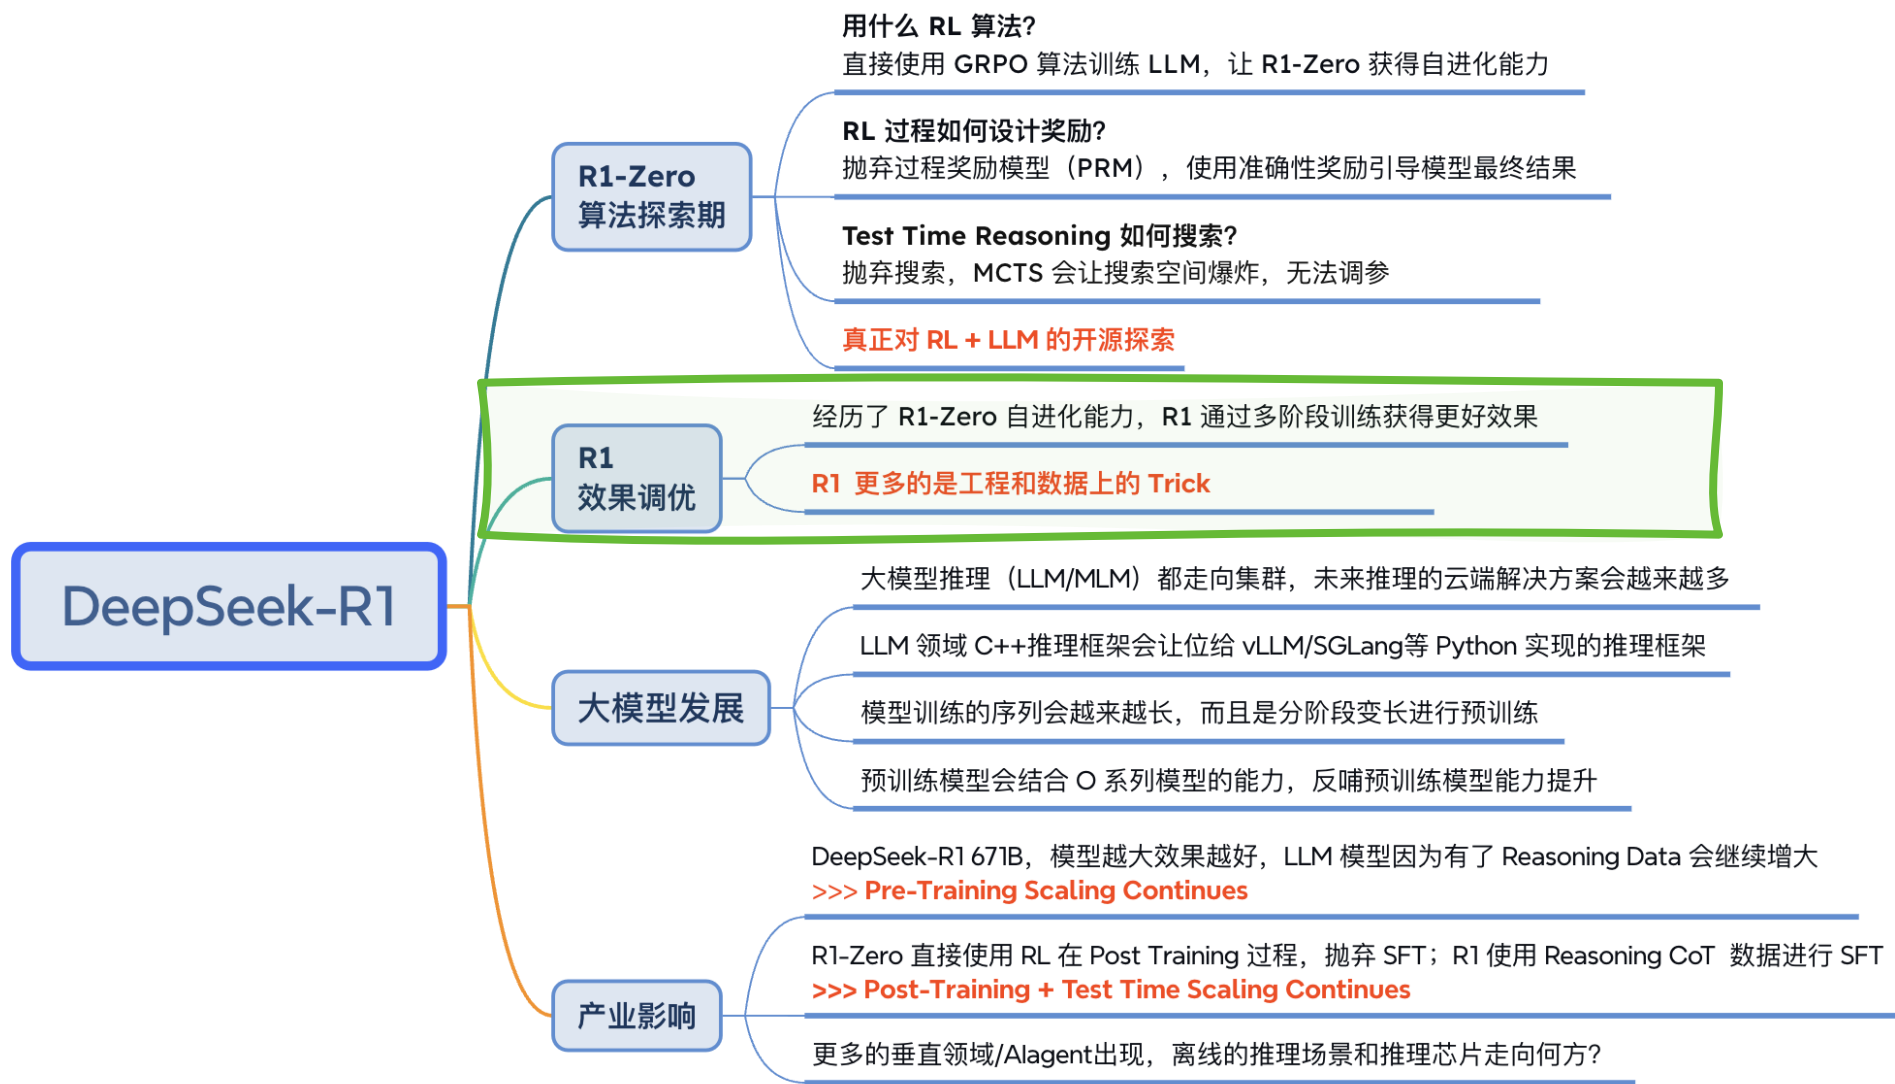 用什么 RL 算法?
直接使用 GRPO 算法训练 LLM，让 R1-Zero 获得自进化能力
RL 过程如何设计奖励?
抛弃过程奖励模型（PRM），使用准确性奖励引导模型最终结果
R1-Zero
算法探索期
Test Time Reasoning 如何搜索?
抛弃搜索，MCTS 会让搜索空间爆炸，无法调参
真正对 RL + LLM 的开源探索
经历了 R1-Zero 自进化能力，R1 通过多阶段训练获得更好效果
R1
效果调优
R1 更多的是工程和数据上的 Trick
DeepSeek-R1
大模型推理（LLM/MLM）都走向集群，未来推理的云端解决方案会越来越多
LLM 领域 C++推理框架会让位给 vLLM/SGLang等 Python 实现的推理框架
大模型发展
模型训练的序列会越来越长，而且是分阶段变长进行预训练
预训练模型会结合 O 系列模型的能力，反哺预训练模型能力提升
DeepSeek-R1 671B，模型越大效果越好，LLM 模型因为有了 Reasoning Data 会继续增大
>>> Pre-Training Scaling Continues
R1-Zero 直接使用 RL 在 Post Training 过程，抛弃 SFT；R1 使用 Reasoning CoT 数据进行 SFT
>>> Post-Training + Test Time Scaling Continues
产业影响
更多的垂直领域/AIagent出现，离线的推理场景和推理芯片走向何方?